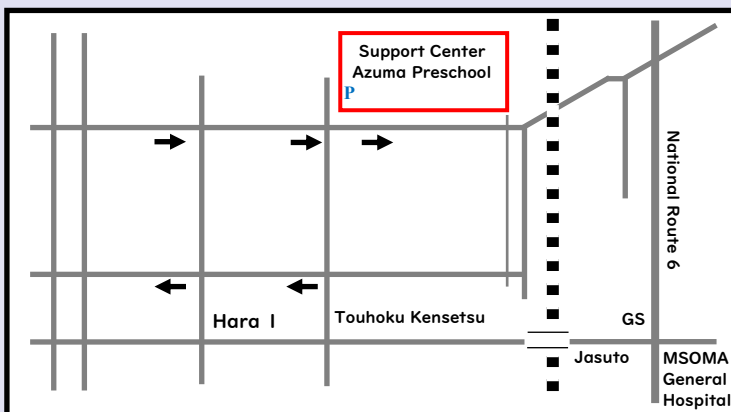 Support Center
Azuma Preschool
P
National Route 6
Hara 1
Touhoku Kensetsu
GS
Jasuto
MSOMA
General
Hospital